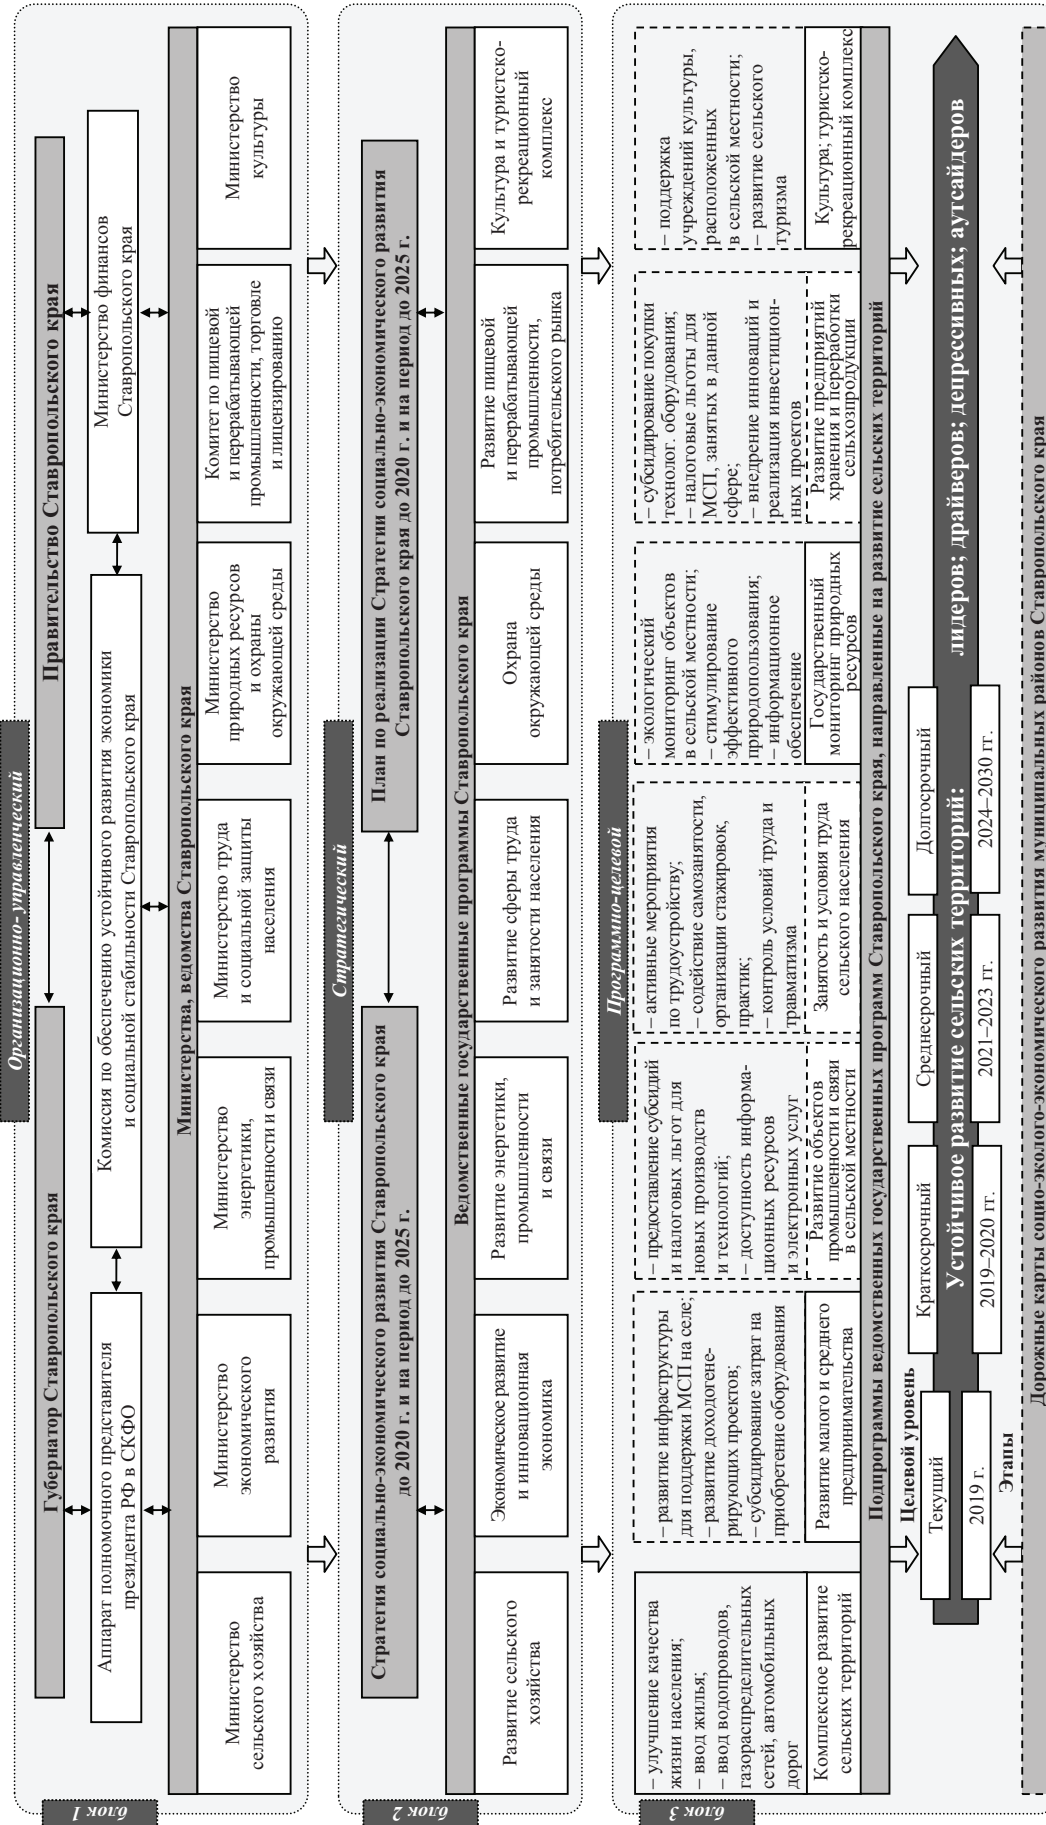 блок 1
Организационно-управленческий
Губернатор Ставропольского края
Правительство Ставропольского края
Аппарат полномочного представителя
президента РФ в СКФО
Комиссия по обеспечению устойчивого развития экономики
и социальной стабильности Ставропольского края
Министерство финансов
Ставропольского края
Министерства, ведомства Ставропольского края
Министерство
сельского хозяйства
Министерство
экономического
развития
Министерство
энергетики,
промышленности и связи
Министерство труда
и социальной защиты
населения
Министерство
природных ресурсов
и охраны
окружающей среды
Комитет по пищевой
и перерабатывающей
промышленности, торговле
и лицензированию
Министерство
культуры
блок 2
Стратегический
Стратегия социально-экономического развития Ставропольского края
до 2020 г. и на период до 2025 г.
План по реализации Стратегии социально-экономического развития
Ставропольского края до 2020 г. и на период до 2025 г.
Ведомственные государственные программы Ставропольского края
Развитие сельского
хозяйства
Экономическое развитие
и инновационная
экономика
Развитие энергетики,
промышленности
и связи
Развитие сферы труда
и занятости населения
Охрана
окружающей среды
Развитие пищевой
и перерабатывающей
промышленности,
потребительского рынка
Культура и туристско-
рекреационный
комплекс
блок 3
Программно-целевой
– улучшение качества
жизни населения;
– ввод жилья;
– ввод водопроводов,
газораспределительных
сетей, автомобильных
дорог
– развитие инфраструктуры
для поддержки МСП на селе;
– развитие доходогене-
рирующих проектов;
– субсидирование затрат на
приобретение оборудования
– предоставление субсидий
и налоговых льгот для
новых производств
и технологий;
– доступность информа-
ционных ресурсов
и электронных услуг
– активные мероприятия
по трудоустройству;
– содействие самозанятости,
организации стажировок,
практик;
– контроль условий труда и
травматизма
– экологический
мониторинг объектов
в сельской местности;
– стимулирование
эффективного
природопользования;
– информационное
обеспечение
– субсидирование покупки
технолог. оборудования;
– налоговые льготы для
МСП, занятых в данной
сфере;
– внедрение инноваций и
реализация инвестицион-
ных проектов
– поддержка
учреждений культуры,
расположенных
в сельской местности;
– развитие сельского
туризма
Комплексное развитие
сельских территорий
Развитие малого и среднего
предпринимательства
Развитие объектов
промышленности и связи
в сельской местности
Занятость и условия труда
сельского населения
Государственный
мониторинг природных
ресурсов
Развитие предприятий
хранения и переработки
сельхозпродукции
Культура; туристско-
рекреационный комплекс
Подпрограммы ведомственных государственных программ Ставропольского края, направленные на развитие сельских территорий
Целевой уровень
Текущий
Краткосрочный
Среднесрочный
Долгосрочный
Устойчивое развитие сельских территорий: лидеров; драйверов; депрессивных; аутсайдеров
2019 г.
2019–2020 гг.
2021–2023 гг.
2024–2030 гг.
Этапы
Дорожные карты социо-эколого-экономического развития муниципальных районов Ставропольского края